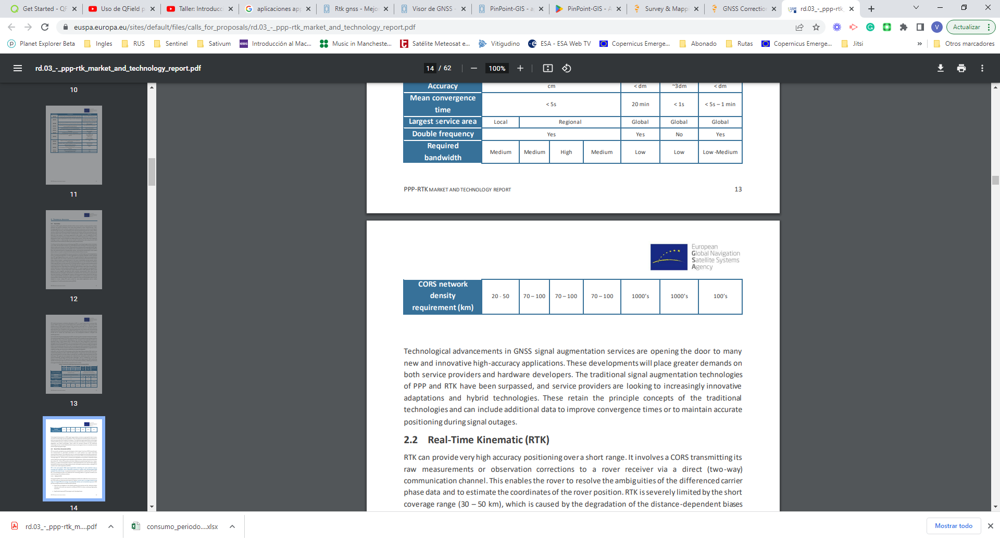 Get Started - QF
Uso de QField p
Taller: Introducc
aplicaciones app
Rtk gnss - Mejo
Visor de GNSS -
PinPoint-GIS - a
PinPoint-GIS - A
Survey & Mapp
GNSS Correctio
rd.03_-_ppp-rtk_
euspa.europa.eu/sites/default/files/calls_for_proposals/rd.03_-_ppp-rtk_market_and_technology_report.pdf
V
Actualizar
Planet Explorer Beta
Ingles
RUS
Sentinel
Sativum
Introducción al Mac...
Music in Mancheste...
Satélite Meteosat e...
Vitigudino
ESA - ESA Web TV
Copernicus Emerge...
Abonado
Rutas
Copernicus Emerge...
Jitsi
»
Otros marcadores
rd.03_-_ppp-rtk_market_and_technology_report.pdf
14 / 62
100%
10
11
12
13
14
Accuracy cm < dm ~3dm < dm
Mean convergence
time
< 5s 20 min < 1s < 5s – 1 min
Largest service area Local Regional Global Global Global
Double frequency Yes Yes No Yes
Required
bandwidth
Medium Medium High Medium Low Low Low -Medium
PPP-RTK MARKET AND TECHNOLOGY REPORT 13
European
Global Navigation
Satellite Systems
Agency
CORS network
density
requirement (km)
20 - 50 70 – 100 70 – 100 70 – 100 1000's 1000's 100's
Technological advancements in GNSS signal augmentation services are opening the door to many
new and innovative high-accuracy applications. These developments will place greater demands on
both service providers and hardware developers. The traditional signal augmentation technologies
of PPP and RTK have been surpassed, and service providers are looking to increasingly innovative
adaptations and hybrid technologies. These retain the principle concepts of the traditional
technologies and can include additional data to improve convergence times or to maintain accurate
positioning during signal outages.
2.2 Real-Time Kinematic (RTK)
RTK can provide very high accuracy positioning over a short range. It involves a CORS transmitting its
raw measurements or observation corrections to a rover receiver via a direct (two-way)
communication channel. This enables the rover to resolve the ambiguities of the differenced carrier
phase data and to estimate the coordinates of the rover position. RTK is severely limited by the short
coverage range (30 – 50 km), which is caused by the degradation of the distance-dependent biases
rd.03_-_ppp-rtk_m....pdf
consumo_periodo....xlsx
Mostrar todo